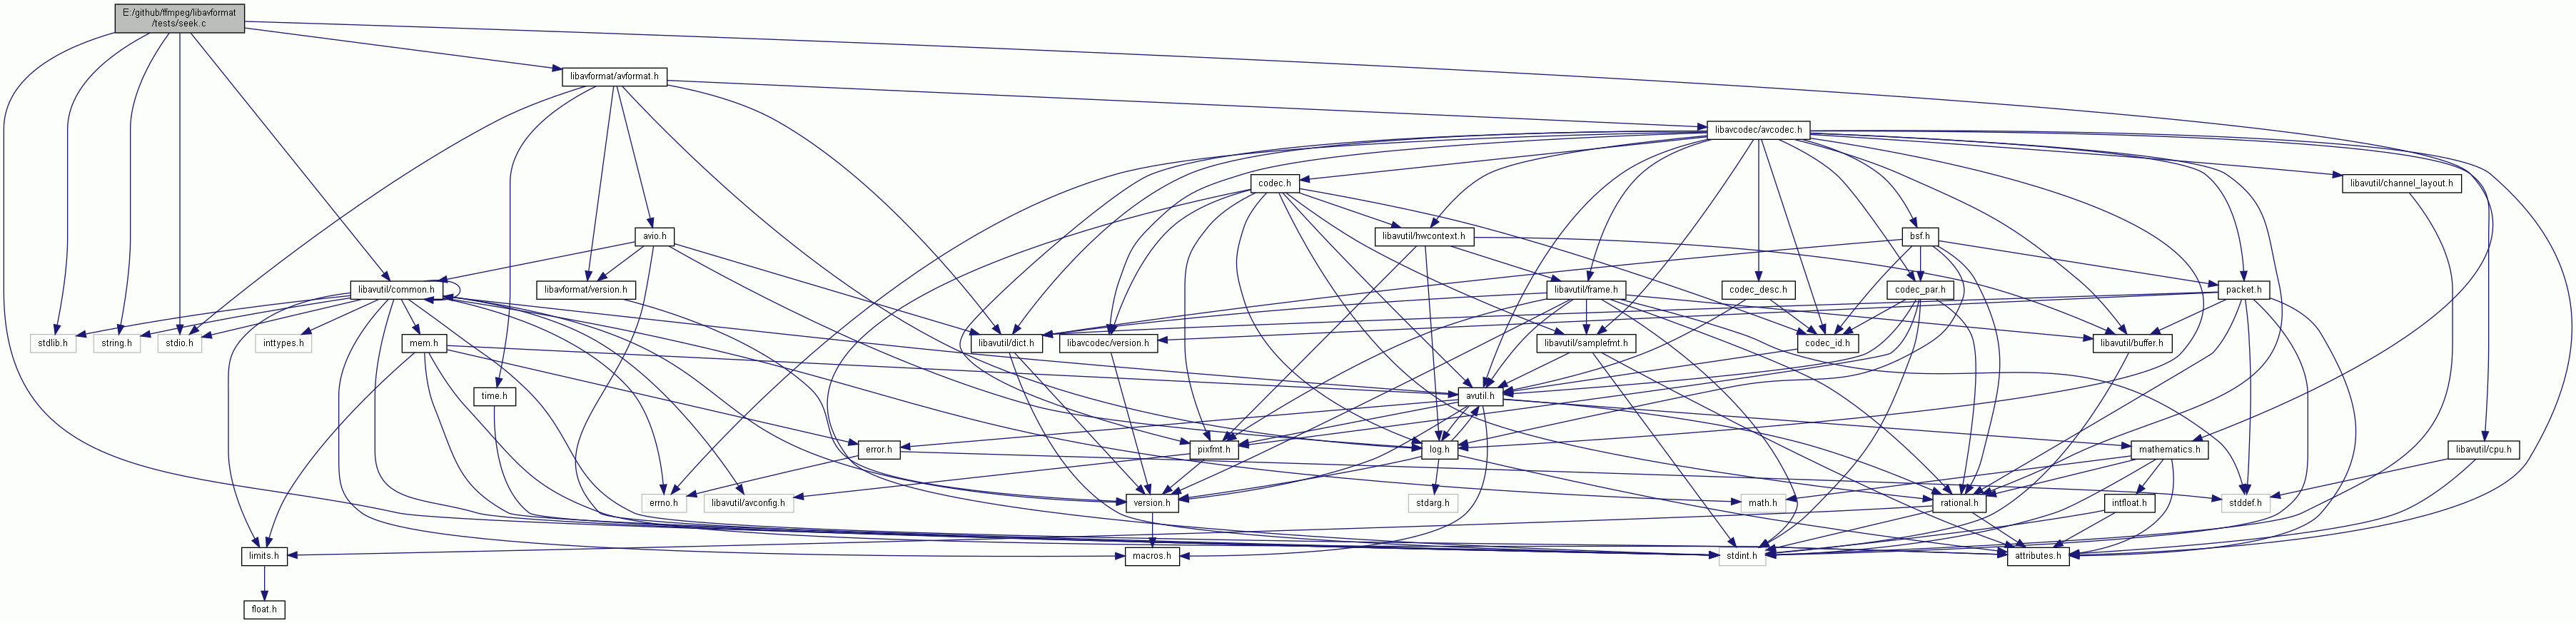 E:/github/ffmpeg/libavformat
/tests/seek.c
libavformat/avformat.h
libavcodec/avcodec.h
codec.h
libavutil/channel_layout.h
avio.h
libavutil/hwcontext.h
bsf.h
libavutil/common.h
libavformat/version.h
libavutil/frame.h
codec_desc.h
codec_par.h
packet.h
stdlib.h
string.h
stdio.h
inttypes.h
mem.h
libavutil/dict.h
libavcodec/version.h
libavutil/samplefmt.h
codec_id.h
libavutil/buffer.h
time.h
avutil.h
error.h
pixfmt.h
log.h
mathematics.h
libavutil/cpu.h
errno.h
libavutil/avconfig.h
version.h
stdarg.h
math.h
rational.h
intfloat.h
stddef.h
limits.h
macros.h
stdint.h
attributes.h
float.h